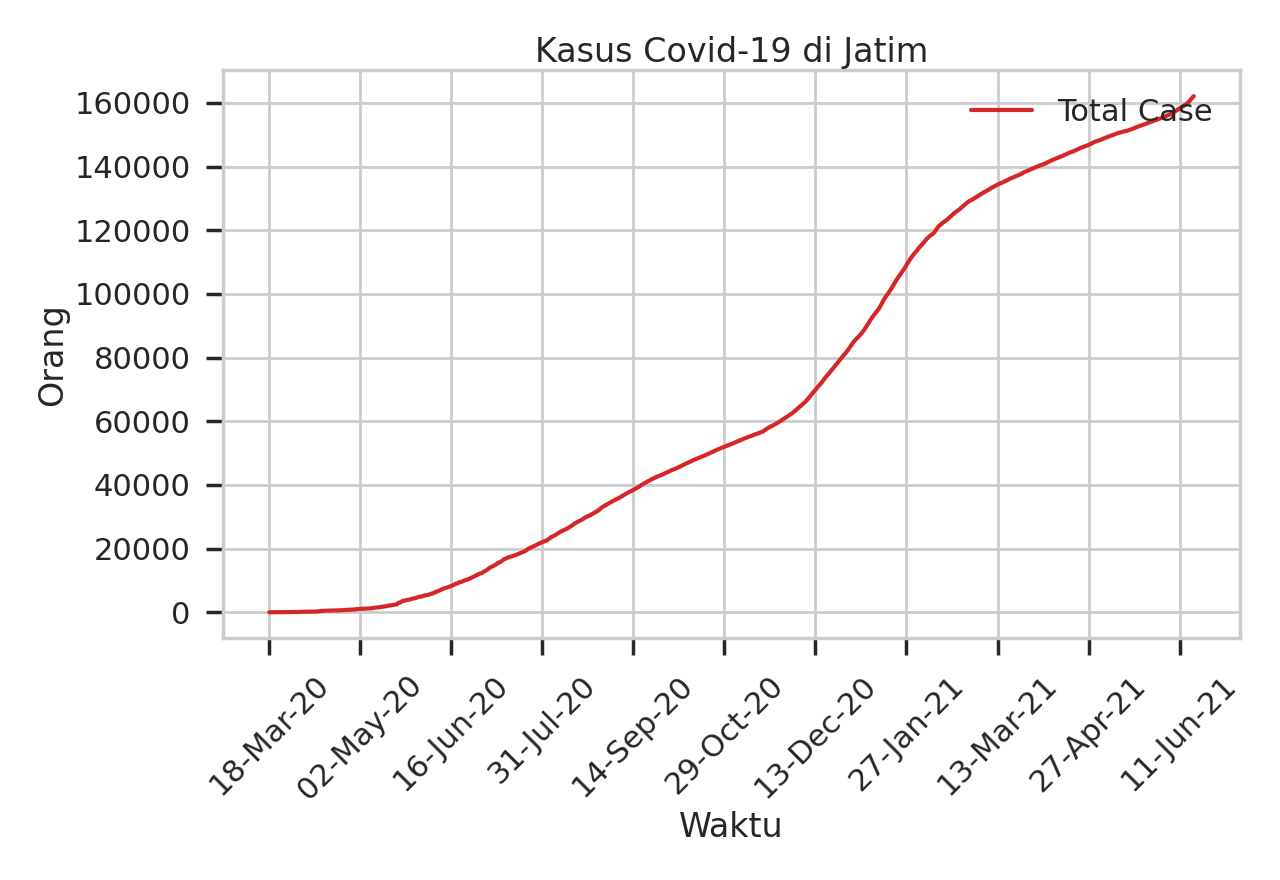 Kasus Covid-19 di Jatim
Total Case
Orang
160000
140000
120000
100000
80000
60000
40000
20000
0
18-Mar-20
02-May-20
16-Jun-20
31-Jul-20
14-Sep-20
29-Oct-20
13-Dec-20
27-Jan-21
13-Mar-21
27-Apr-21
11-Jun-21
Waktu